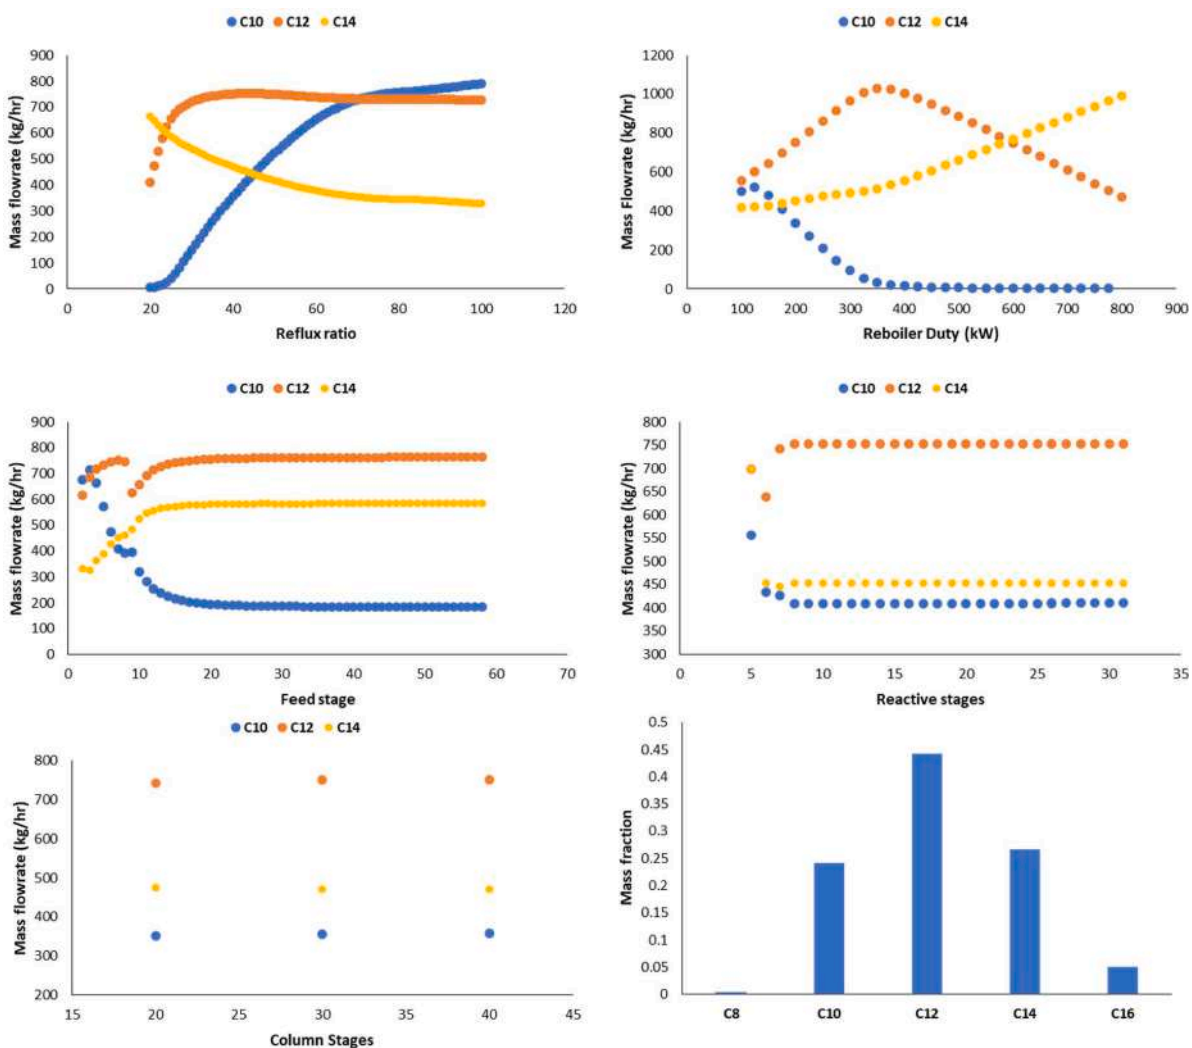 C10 C12 C14
900
800
700
600
500
400
300
200
100
0
Mass flowrate (kg/hr)
0 20 40 60 80 100 120
Reflux ratio
C10 C12 C14
1200
1000
800
600
400
200
0
Mass Flowrate (kg/hr)
0 100 200 300 400 500 600 700 800 900
Reboiler Duty (kW)
C10 C12 C14
900
800
700
600
500
400
300
200
100
0
Mass flowrate (kg/hr)
0 10 20 30 40 50 60 70
Feed stage
C10 C12 C14
800
750
700
650
600
550
500
450
400
350
300
Mass flowrate (kg/hr)
0 5 10 15 20 25 30 35
Reactive stages
C10 C12 C14
800
700
600
500
400
300
200
Mass flowrate (kg/hr)
15 20 25 30 35 40 45
Column Stages
0.5
0.45
0.4
0.35
0.3
0.25
0.2
0.15
0.1
0.05
0
Mass fraction
C8 C10 C12 C14 C16